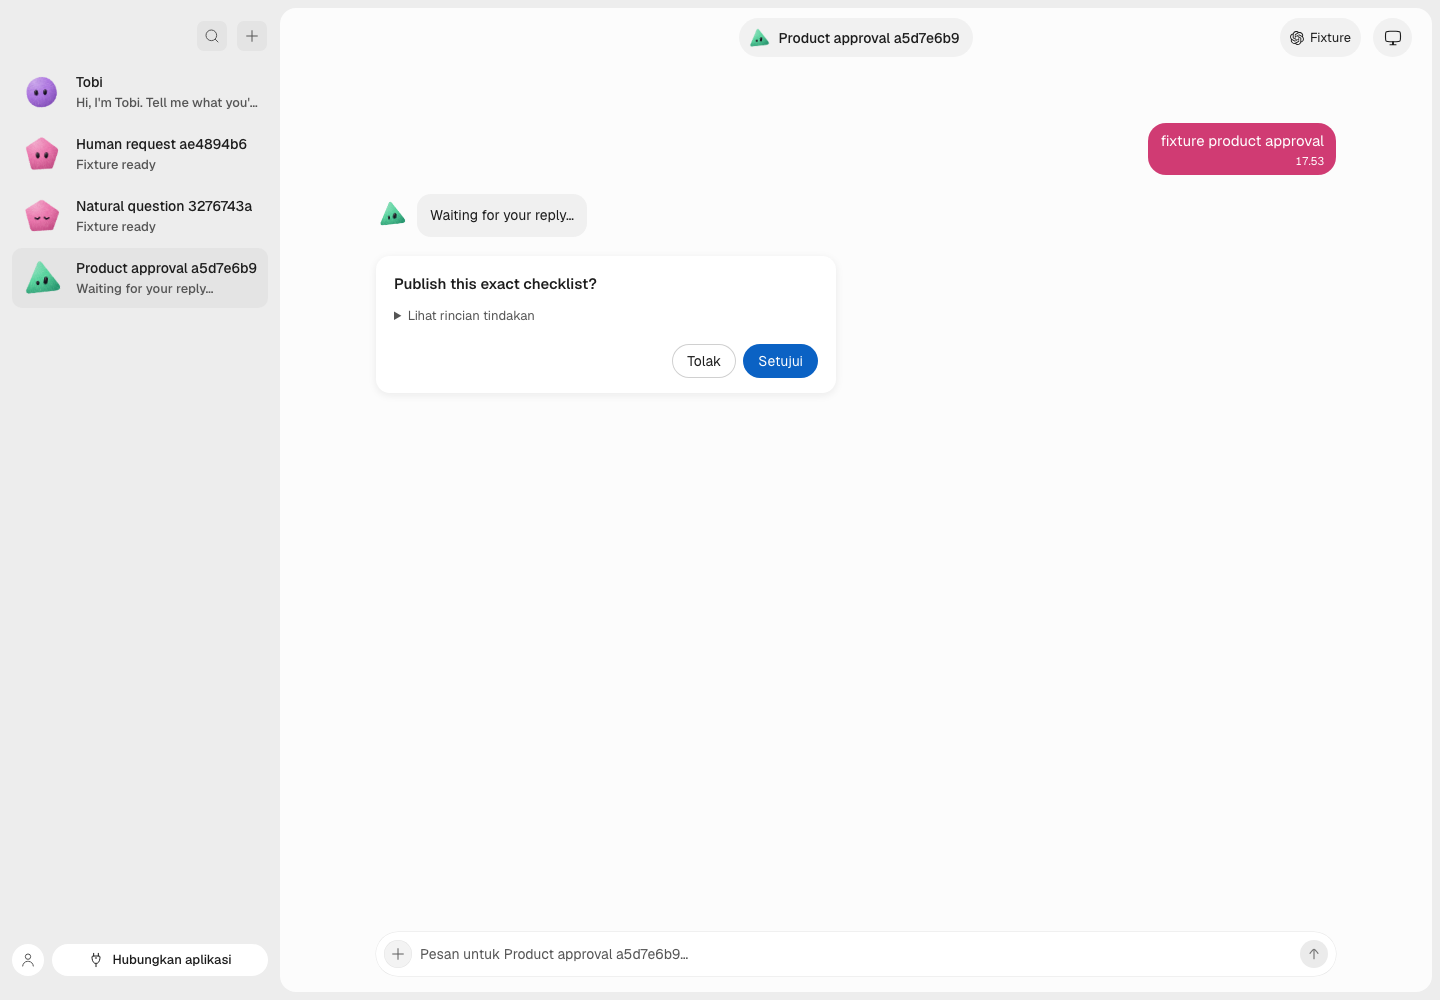 Tobi
Hi, I'm Tobi. Tell me what you'...
Human request ae4894b6
Fixture ready
Natural question 3276743a
Fixture ready
Product approval a5d7e6b9
Waiting for your reply...
Hubungkan aplikasi
Product approval a5d7e6b9
Fixture
fixture product approval
17.53
Waiting for your reply...
Publish this exact checklist?
Lihat rincian tindakan
Tolak
Setujui
Pesan untuk Product approval a5d7e6b9...